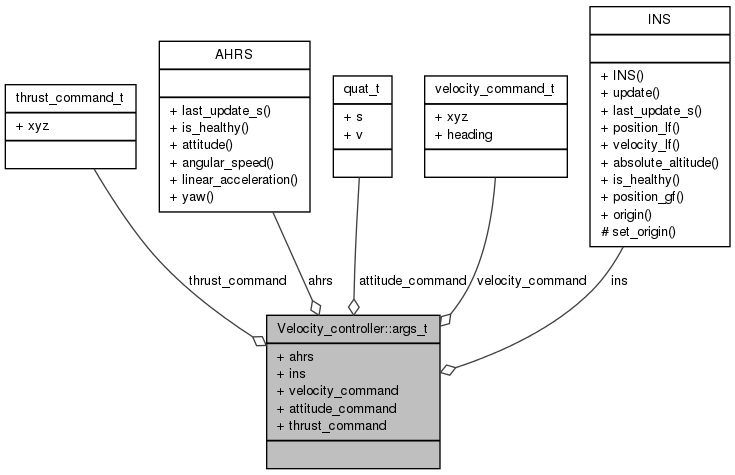 thrust_command_t
+ xyz
AHRS
+ last_update_s()
+ is_healthy()
+ attitude()
+ angular_speed()
+ linear_acceleration()
+ yaw()
quat_t
+ s
+ v
velocity_command_t
+ xyz
+ heading
INS
+ INS()
+ update()
+ last_update_s()
+ position_lf()
+ velocity_lf()
+ absolute_altitude()
+ is_healthy()
+ position_gf()
+ origin()
# set_origin()
thrust_command
ahrs
attitude_command
velocity_command
ins
Velocity_controller::args_t
+ ahrs
+ ins
+ velocity_command
+ attitude_command
+ thrust_command